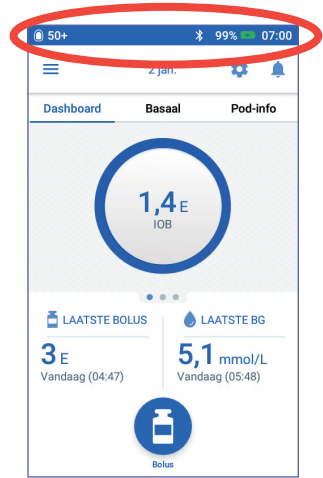 50+ 99% 07:00
2 jan.
Dashboard Basaal Pod-info
1,4 E
IOB
LAATSTE BOLUS LAATSTE BG
3 E 5,1 mmol/L
Vandaag (04:47) Vandaag (05:48)
Bolus